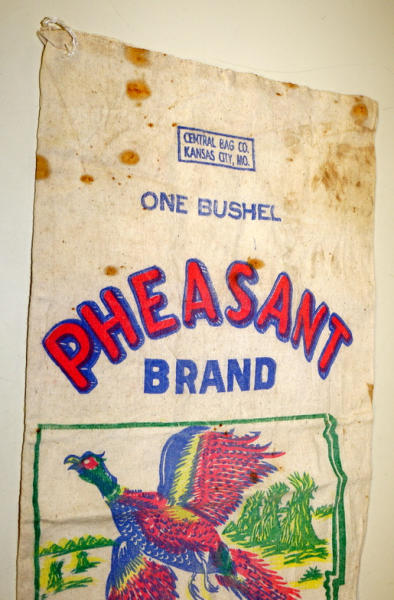 CENTRAL BAG CO.
KANSAS CITY, MO.
ONE BUSHEL
PHEASANT
BRAND